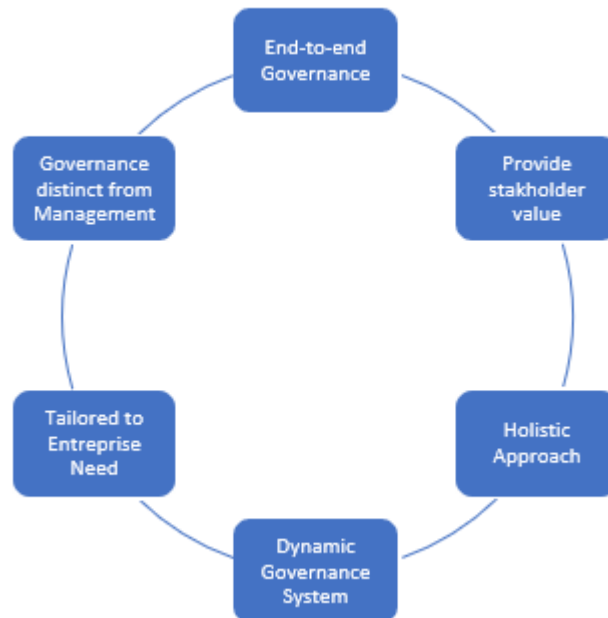 End-to-end
Governance
Governance
distinct from
Management
Provide
stakholder
value
Tailored to
Entreprise
Need
Holistic
Approach
Dynamic
Governance
System